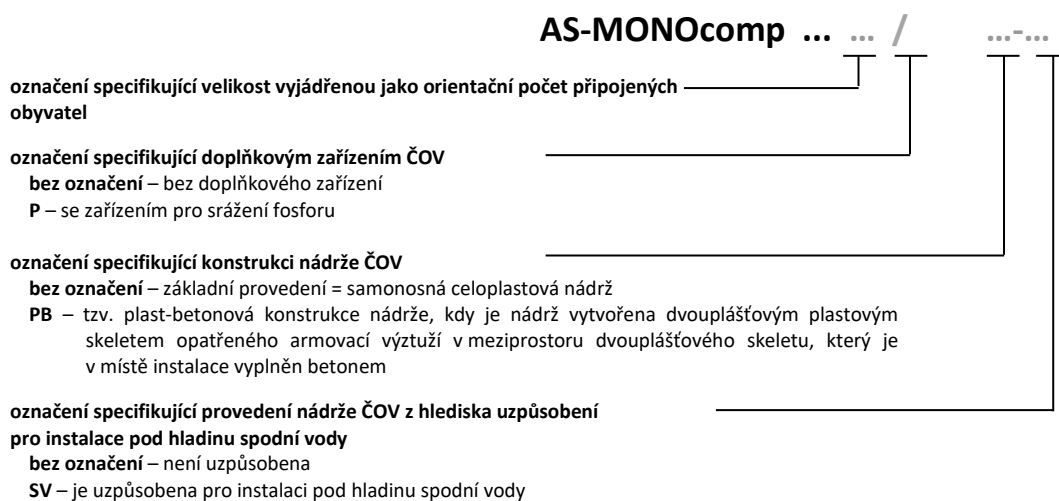 AS-MONOcomp ... ... / ...-...
označení specifikující velikost vyjádřenou jako orientační počet připojených
obyvatel
označení specifikující doplňkovým zařízením ČOV
bez označení – bez doplňkového zařízení
P – se zařízením pro srážení fosforu
označení specifikující konstrukci nádrže ČOV
bez označení – základní provedení = samonosná celoplastová nádrž
PB – tzv. plast-betonová konstrukce nádrže, kdy je nádrž vytvořena dvouplášťovým plastovým
skeletem opatřeného armovací výztuží v meziprostoru dvouplášťového skeletu, který je
v místě instalace vyplněn betonem
označení specifikující provedení nádrže ČOV z hlediska uzpůsobení
pro instalace pod hladinu spodní vody
bez označení – není uzpůsobena
SV – je uzpůsobena pro instalaci pod hladinu spodní vody